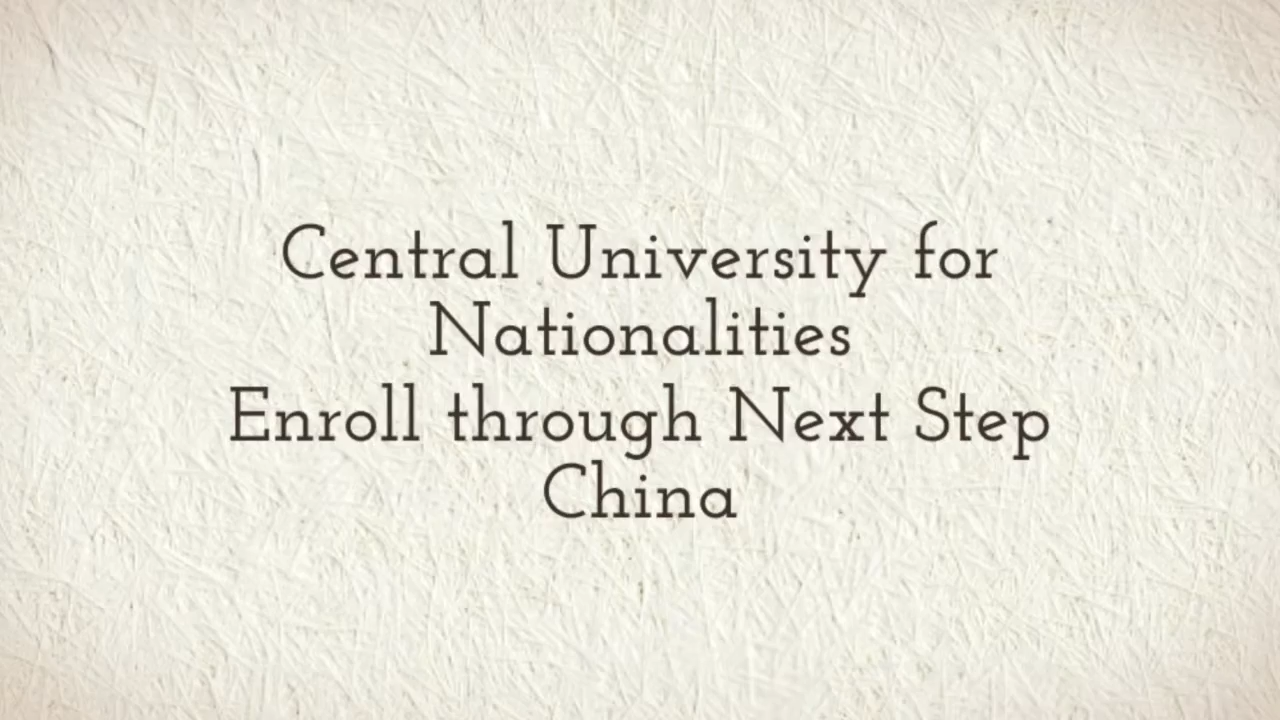 Central University for
Nationalities
Enroll through Next Step
China